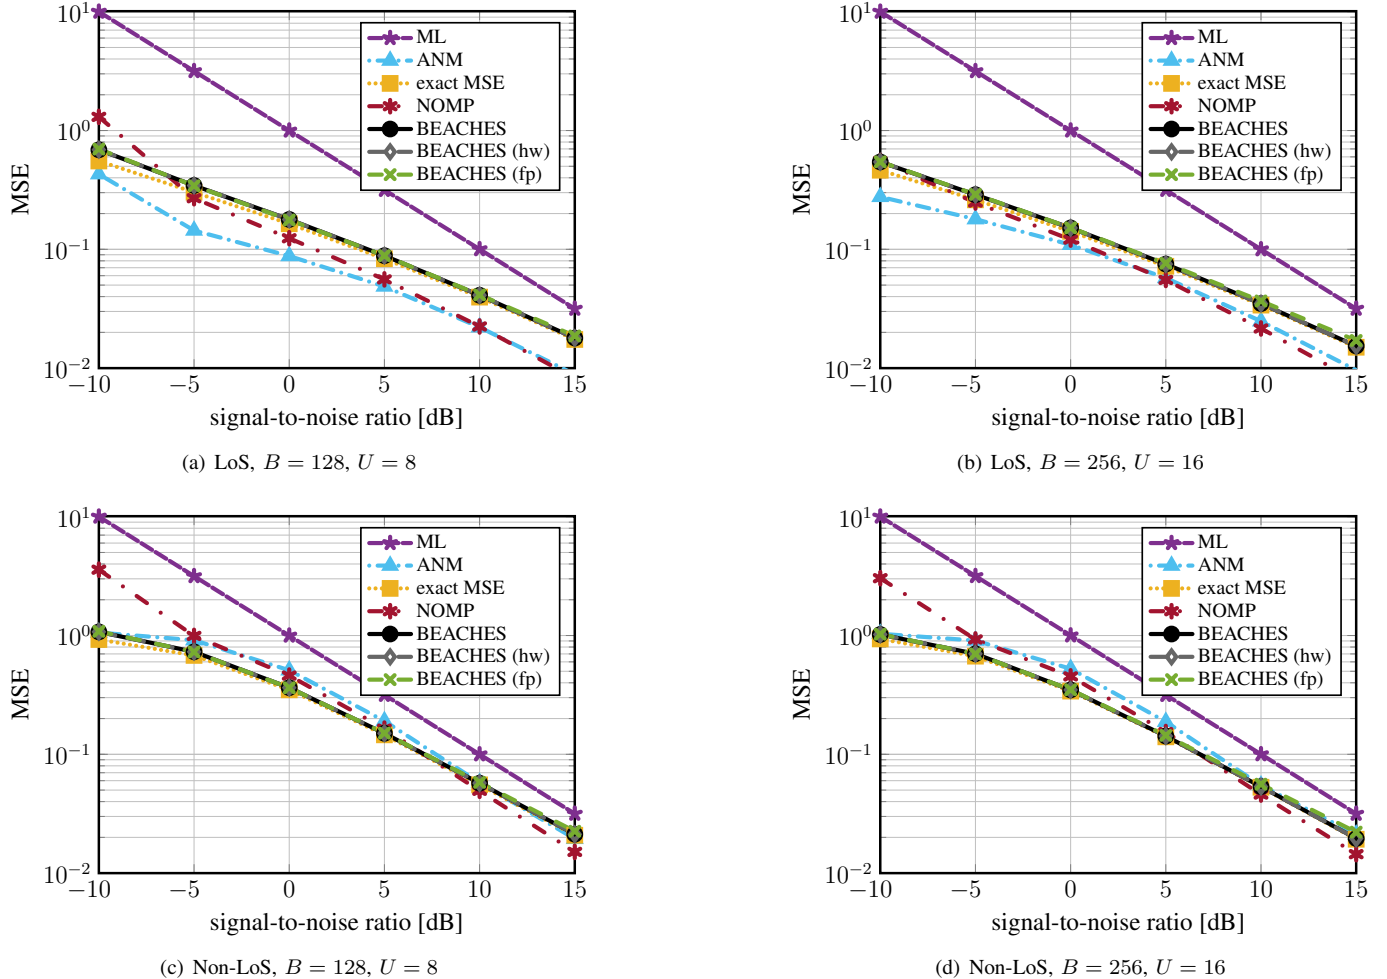 10^1
10^0
10^-1
10^-2
MSE
ML
ANM
exact MSE
NOMP
BEACHES
BEACHES (hw)
BEACHES (fp)
−10 −5 0 5 10 15
signal-to-noise ratio [dB]
(a) LoS, B = 128, U = 8
10^1
10^0
10^-1
10^-2
MSE
ML
ANM
exact MSE
NOMP
BEACHES
BEACHES (hw)
BEACHES (fp)
−10 −5 0 5 10 15
signal-to-noise ratio [dB]
(b) LoS, B = 256, U = 16
10^1
10^0
10^-1
10^-2
MSE
ML
ANM
exact MSE
NOMP
BEACHES
BEACHES (hw)
BEACHES (fp)
−10 −5 0 5 10 15
signal-to-noise ratio [dB]
(c) Non-LoS, B = 128, U = 8
10^1
10^0
10^-1
10^-2
MSE
ML
ANM
exact MSE
NOMP
BEACHES
BEACHES (hw)
BEACHES (fp)
−10 −5 0 5 10 15
signal-to-noise ratio [dB]
(d) Non-LoS, B = 256, U = 16